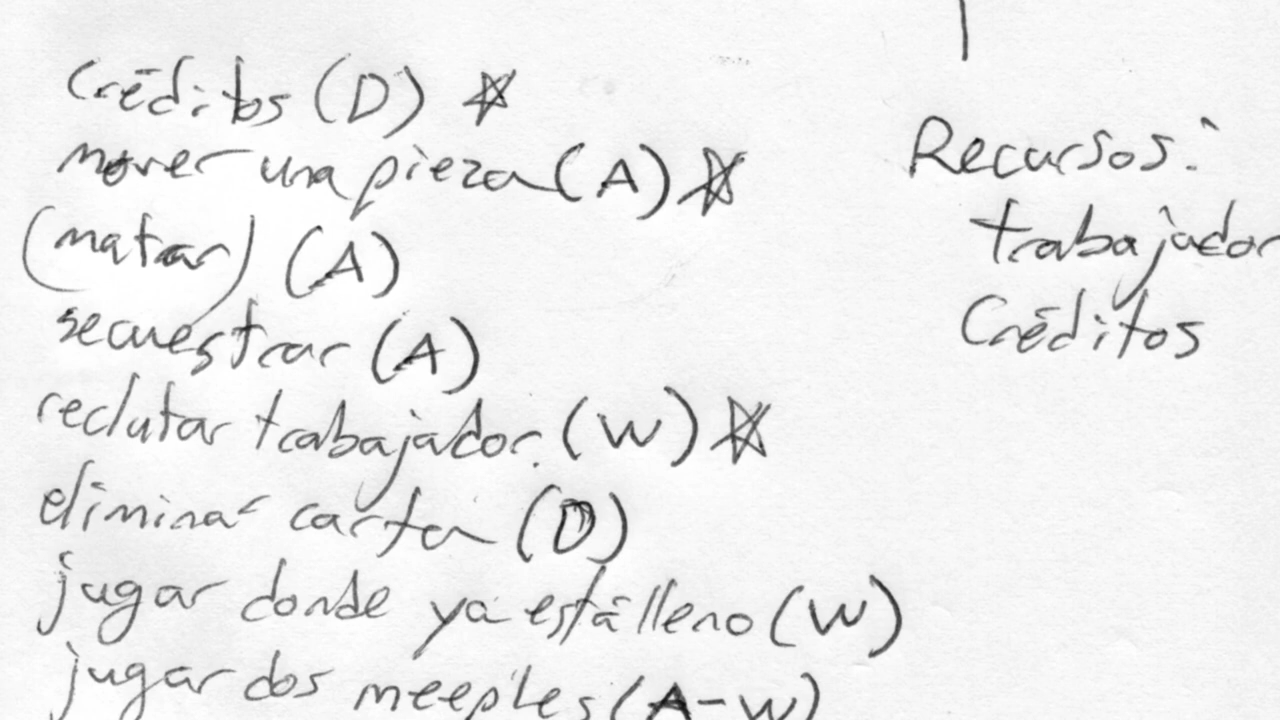 Créditos (D) ☆
mover una pieza (A) ☆
(matar) (A)
secuestrar (A)
reclutar trabajador. (W) ☆
eliminar carta (D)
jugar donde ya está lleno (W)
jugar dos meeples (A-W)
Recursos:
trabajador
Créditos